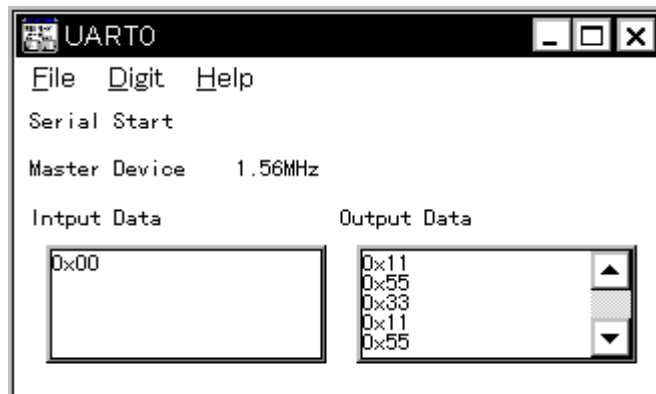 UART0
File Digit Help
Serial Start
Master Device 1.56MHz
Intput Data Output Data
0x00
0x11
0x55
0x33
0x11
0x55